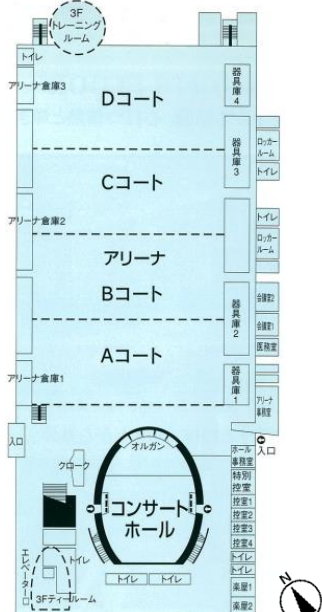 3F
トレーニング
ルーム
トイレ
アリーナ倉庫3
器具庫4
Dコート
器具庫3
ロッカー
ルーム
トイレ
Cコート
アリーナ倉庫2
トイレ
ロッカー
ルーム
アリーナ
Bコート
器具庫2
会議室2
会議室1
医務室
Aコート
アリーナ倉庫1
器具庫1
アリーナ
事務室
入口
入口
オルガン
ホール
事務室
クローク
特別
控室
コンサート
ホール
控室1
控室2
控室3
控室4
トイレ
トイレ
エレベーター
トイレ
3Fティールーム
トイレ
トイレ
楽屋1
楽屋2
N